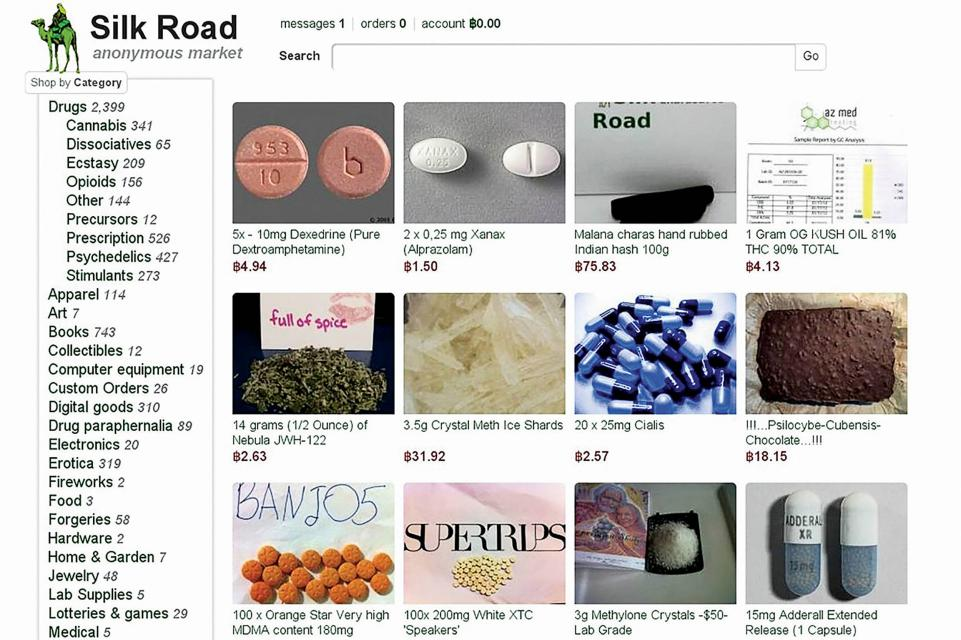 Silk Road
anonymous market
messages 1 orders 0 account ฿0.00
Search
Go
Shop by Category
Drugs 2,399
Cannabis 341
Dissociatives 65
Ecstasy 209
Opioids 156
Other 144
Precursors 12
Prescription 526
Psychedelics 427
Stimulants 273
Apparel 114
Art 7
Books 743
Collectibles 12
Computer equipment 19
Custom Orders 26
Digital goods 310
Drug paraphernalia 89
Electronics 20
Erotica 319
Fireworks 2
Food 3
Forgeries 58
Hardware 2
Home & Garden 7
Jewelry 48
Lab Supplies 5
Lotteries & games 29
Medical 5
953
10
b
5x - 10mg Dexedrine (Pure
Dextroamphetamine)
฿4.94
XANAX
0.25
2 x 0,25 mg Xanax
(Alprazolam)
฿1.50
Road
Malana charas hand rubbed
Indian hash 100g
฿75.83
az med
testing
Sample Report by GC Analysis
1 Gram OG KUSH OIL 81%
THC 90% TOTAL
฿4.13
full of spice
14 grams (1/2 Ounce) of
Nebula JWH-122
฿2.63
3.5g Crystal Meth Ice Shards
฿31.92
20 x 25mg Cialis
฿2.57
!!!...Psilocybe-Cubensis-
Chocolate...!!!
฿18.15
BANJO5
100 x Orange Star Very high
MDMA content 180mg
SUPERTRIPS
100x 200mg White XTC
'Speakers'
3g Methylone Crystals -$50-
Lab Grade
ADDERALL
XR
15mg
15mg Adderall Extended
Release (1 Capsule)